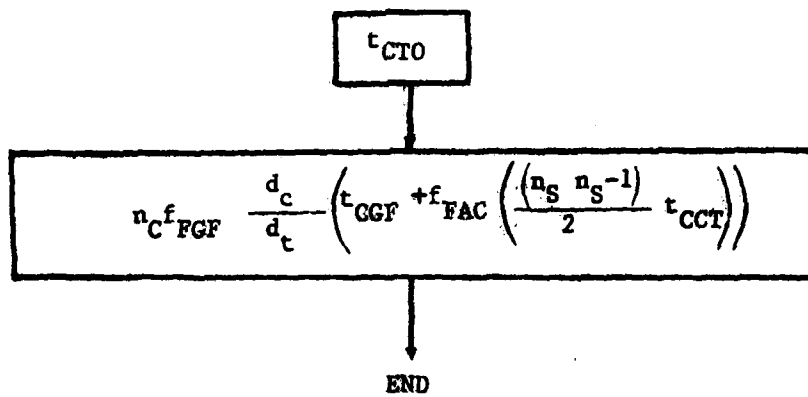 t_CTO
n_C f_FGF d_c/d_t (t_CGF + f_FAC ((n_S n_S-1)/2 t_CCT))
END